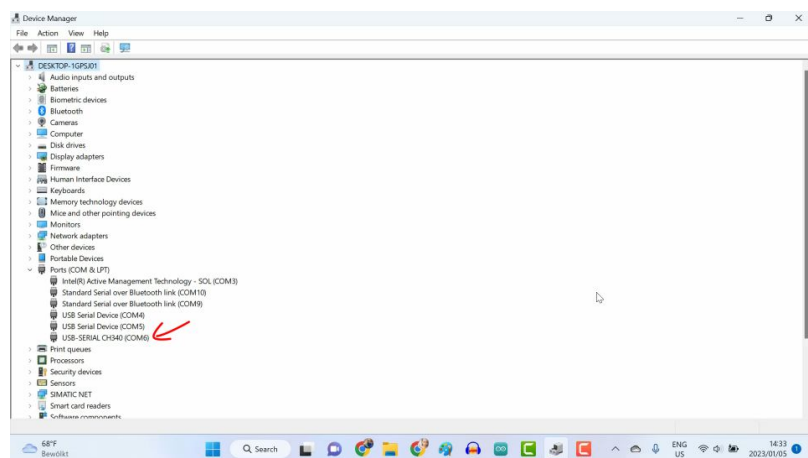 Device Manager
File Action View Help
DESKTOP-1GPSJ01
Audio inputs and outputs
Batteries
Biometric devices
Bluetooth
Cameras
Computer
Disk drives
Display adapters
Firmware
Human Interface Devices
Keyboards
Memory technology devices
Mice and other pointing devices
Monitors
Network adapters
Other devices
Portable Devices
Ports (COM & LPT)
Intel(R) Active Management Technology - SOL (COM3)
Standard Serial over Bluetooth link (COM10)
Standard Serial over Bluetooth link (COM9)
USB Serial Device (COM4)
USB Serial Device (COM5)
USB-SERIAL CH340 (COM6)
Print queues
Processors
Security devices
Sensors
SIMATIC NET
Smart card readers
Software components
68°F
Bewölkt
Search
ENG
US
14:33
2023/01/05
1